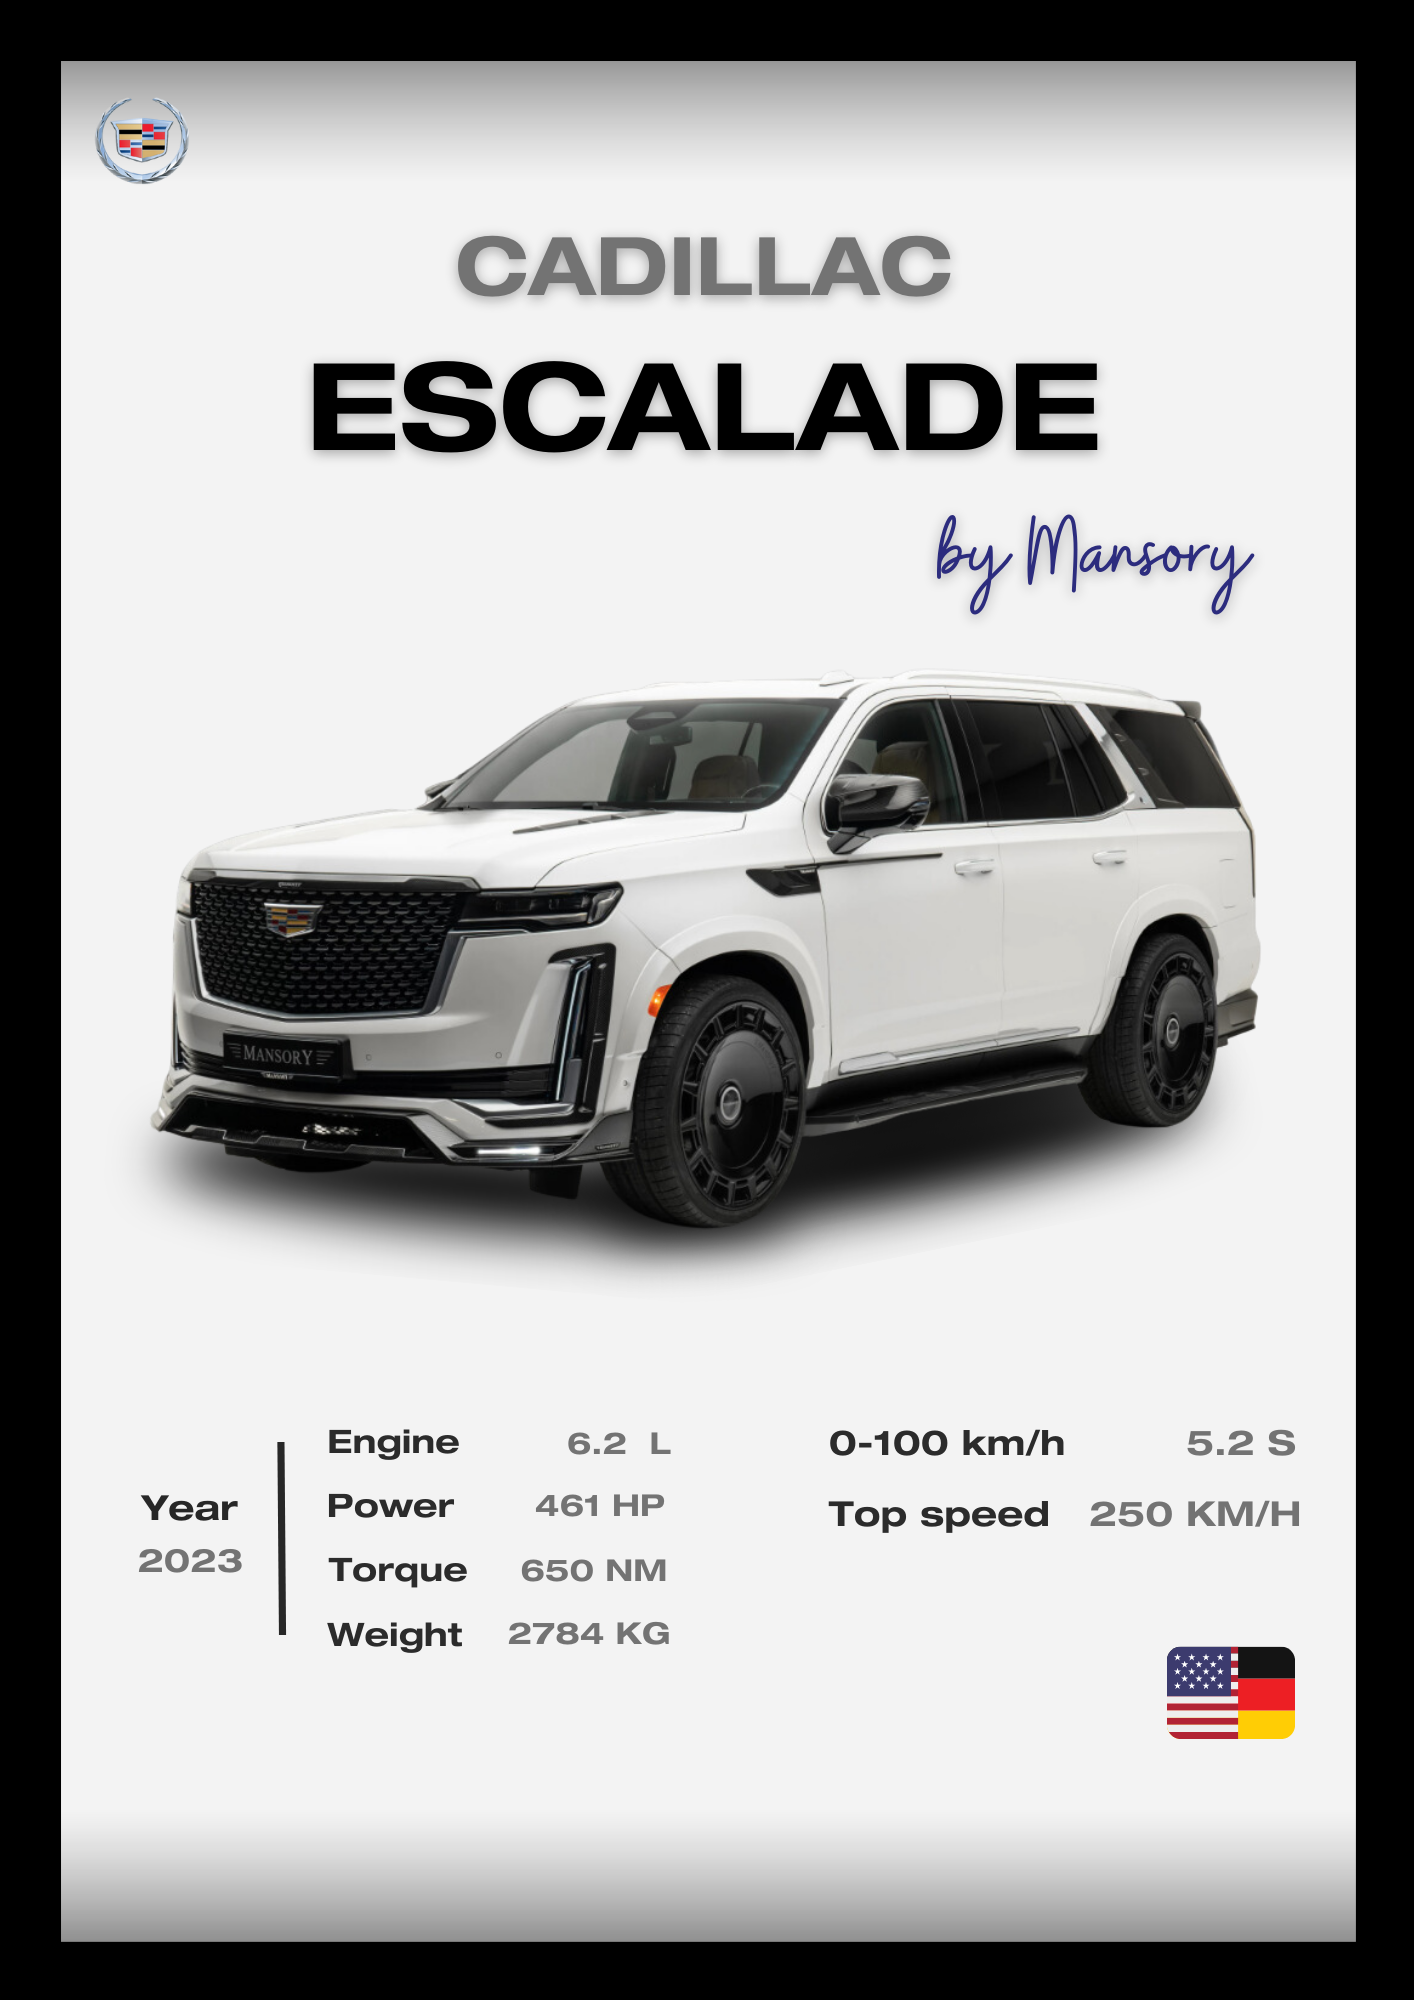 CADILLAC
ESCALADE
by Mansory
MANSORY
Year
2023
Engine 6.2 L
Power 461 HP
Torque 650 NM
Weight 2784 KG
0-100 km/h 5.2 S
Top speed 250 KM/H